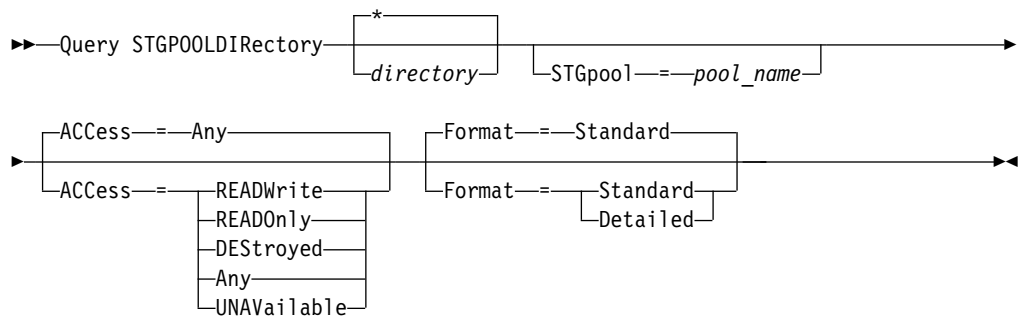 *
Query STGPOOLDIRectory
directory
STGpool = pool_name
ACCess = Any
Format = Standard
ACCess = READWrite
Format = Standard
READOnly
Detailed
DEStroyed
Any
UNAVailable